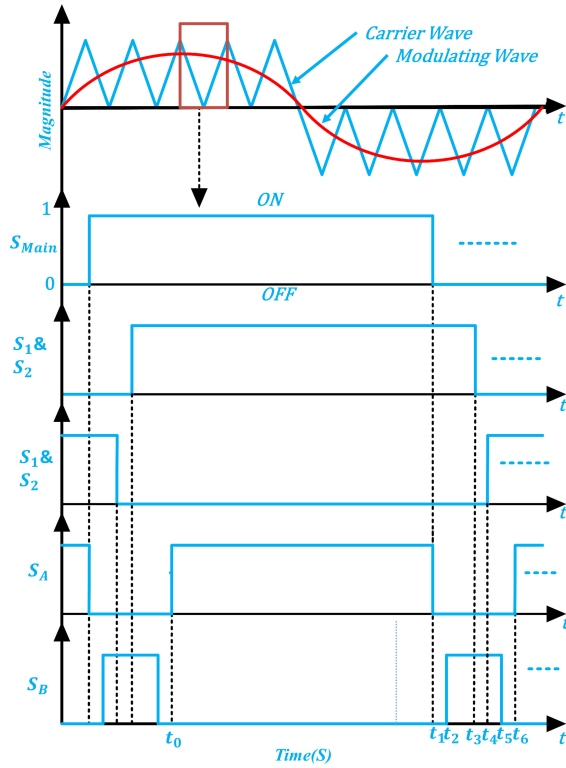 Carrier Wave
Modulating Wave
Magnitude
t
ON
1
S_Main
0
OFF
t
S_1 &
S_2
t
S_1 &
S_2
t
S_A
t
S_B
t_0
t_1 t_2 t_3 t_4 t_5 t_6
t
Time(S)